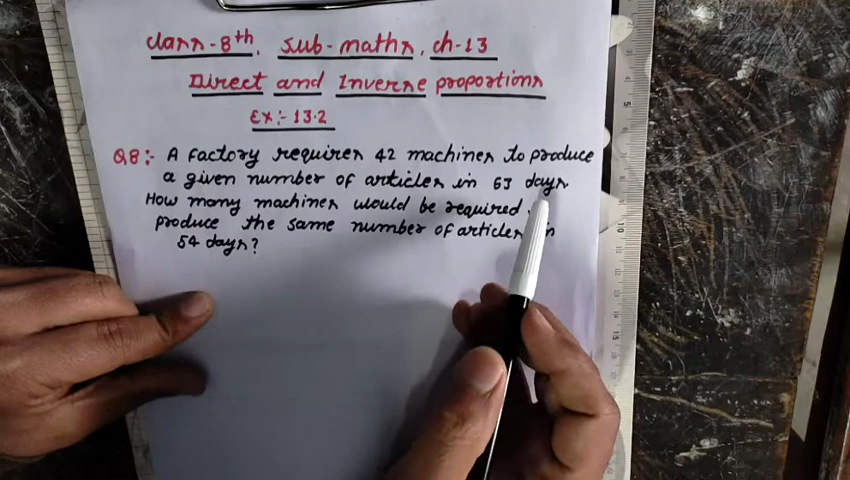 Class-8th, Sub-maths, ch-13
Direct and Inverse proportions
Ex:- 13.2
Q8:- A factory requires 42 machines to produce
a given number of articles in 63 days.
How many machines would be required
produce the same number of articles
54 days?